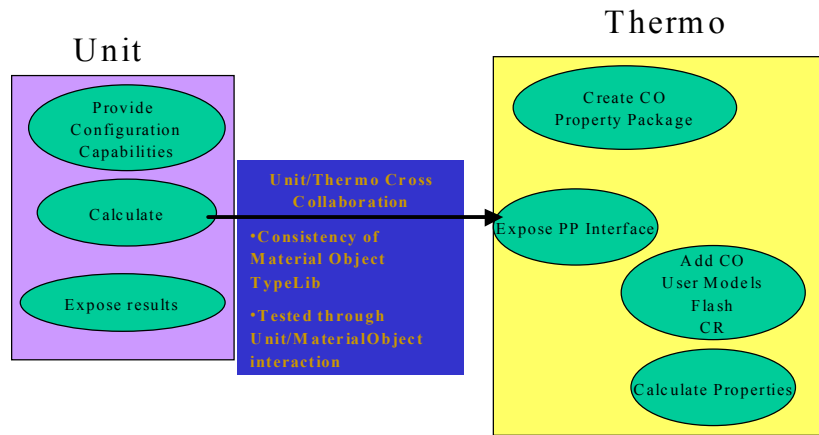 Unit
Provide
Configuration
Capabilities
Calculate
Expose results
Unit/Thermo Cross
Collaboration
•Consistency of
Material Object
TypeLib
•Tested through
Unit/MaterialObject
interaction
Thermo
Create CO
Property Package
Expose PP Interface
Add CO
User Models
Flash
CR
Calculate Properties